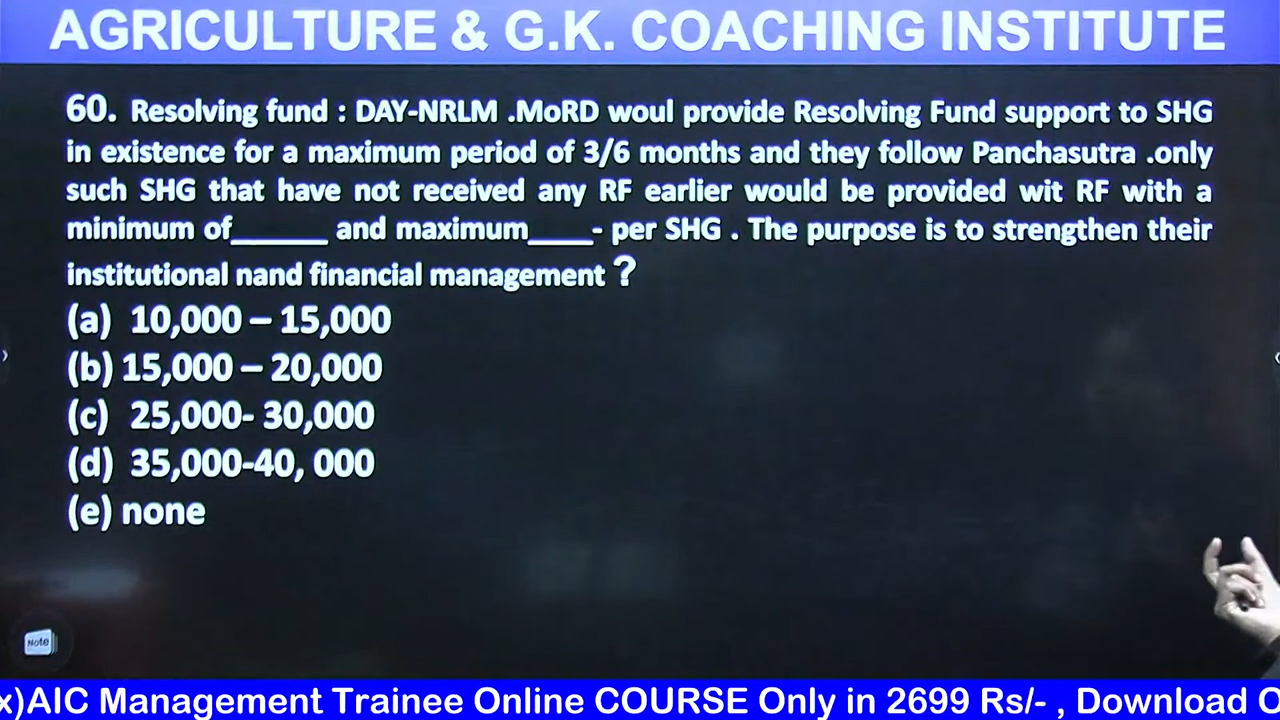 AGRICULTURE & G.K. COACHING INSTITUTE
60. Resolving fund : DAY-NRLM .MoRD woul provide Resolving Fund support to SHG
in existence for a maximum period of 3/6 months and they follow Panchasutra .only
such SHG that have not received any RF earlier would be provided wit RF with a
minimum of______ and maximum____- per SHG . The purpose is to strengthen their
institutional nand financial management ?
(a) 10,000 – 15,000
(b) 15,000 – 20,000
(c) 25,000- 30,000
(d) 35,000-40, 000
(e) none
Note
x)AIC Management Trainee Online COURSE Only in 2699 Rs/- , Download